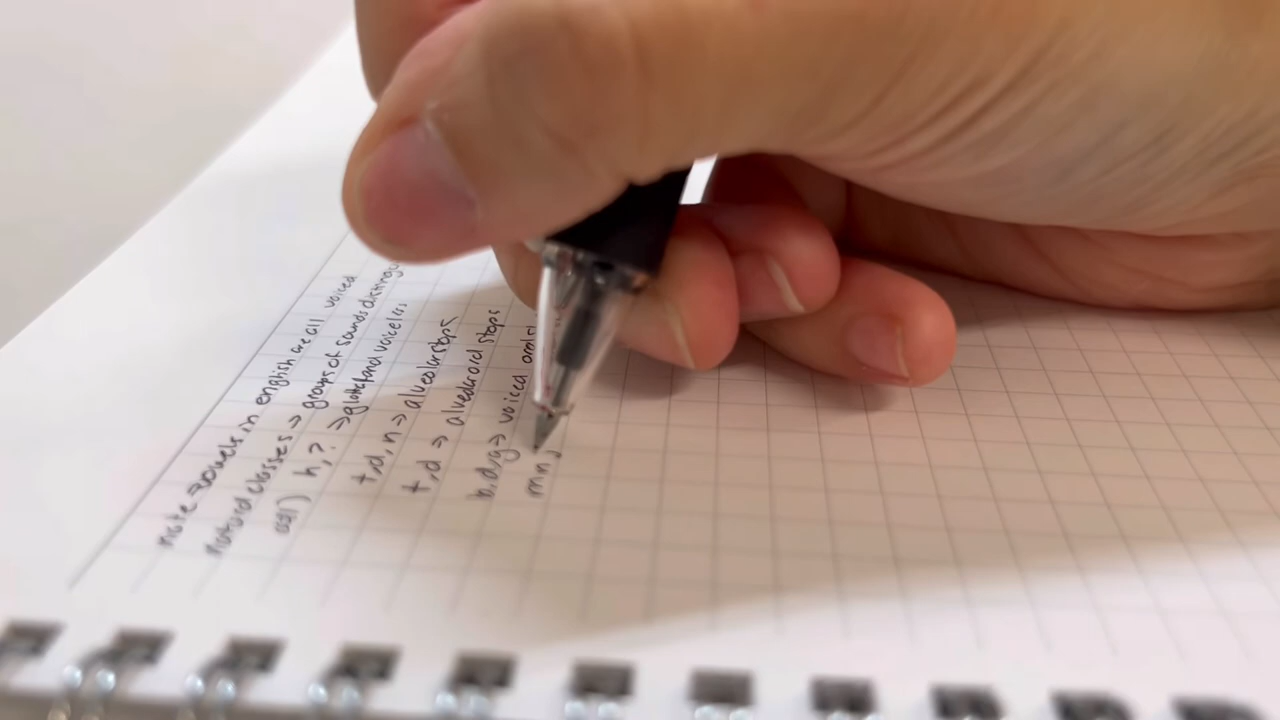 note → vowels in english are all voiced
natural classes → groups of sounds distingu
eg1) h, ? → glottal and voiceless
t, d, n → alveolar stops
t, d → alveolar oral stops
b, d, g → voiced oral
m n,